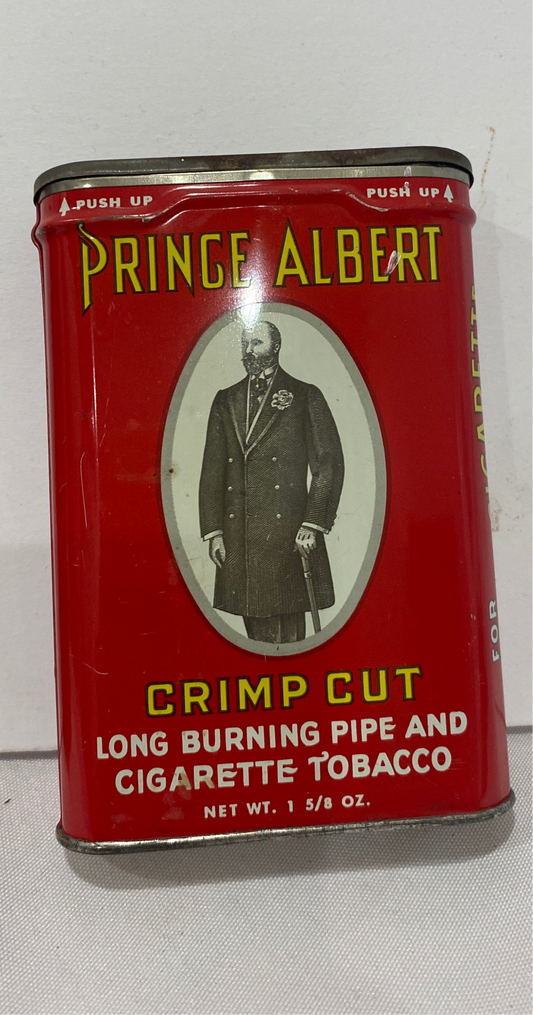 PUSH UP PUSH UP
PRINCE ALBERT
CRIMP CUT
LONG BURNING PIPE AND
CIGARETTE TOBACCO
NET WT. 1 5/8 OZ.
FOR